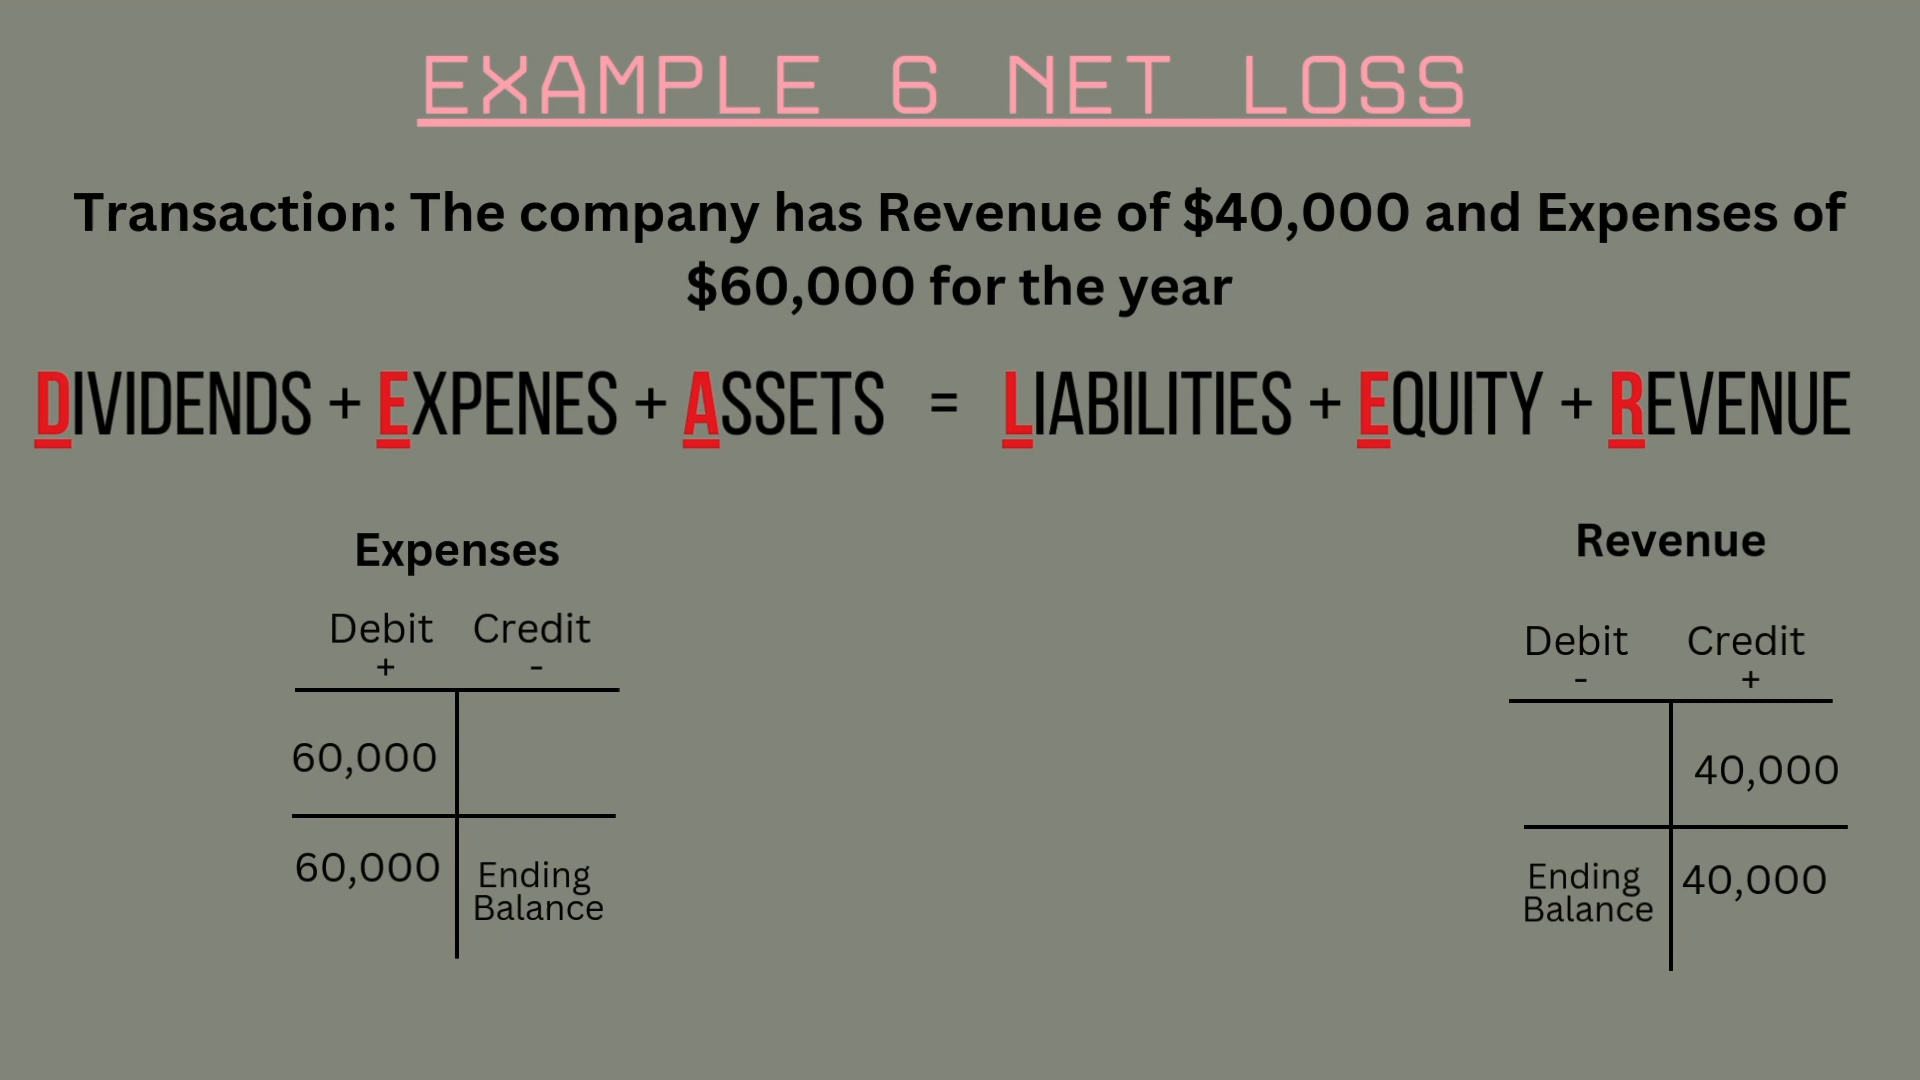 EXAMPLE 6 NET LOSS
Transaction: The company has Revenue of $40,000 and Expenses of
$60,000 for the year
DIVIDENDS + EXPENES + ASSETS = LIABILITIES + EQUITY + REVENUE
Expenses
Debit Credit
+ -
60,000
60,000 Ending
Balance
Revenue
Debit Credit
- +
40,000
Ending 40,000
Balance